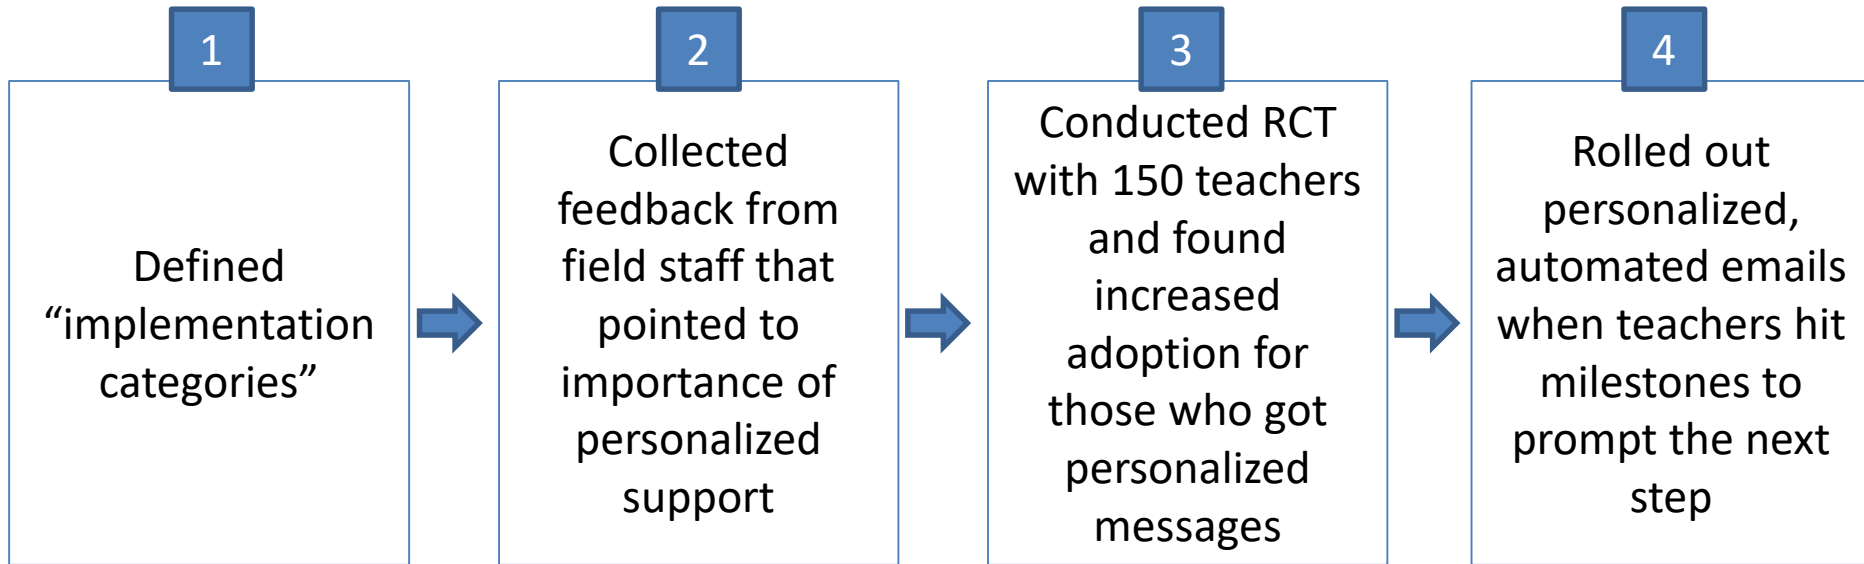 1
Defined
“implementation
categories”
2
Collected
feedback from
field staff that
pointed to
importance of
personalized
support
3
Conducted RCT
with 150 teachers
and found
increased
adoption for
those who got
personalized
messages
4
Rolled out
personalized,
automated emails
when teachers hit
milestones to
prompt the next
step